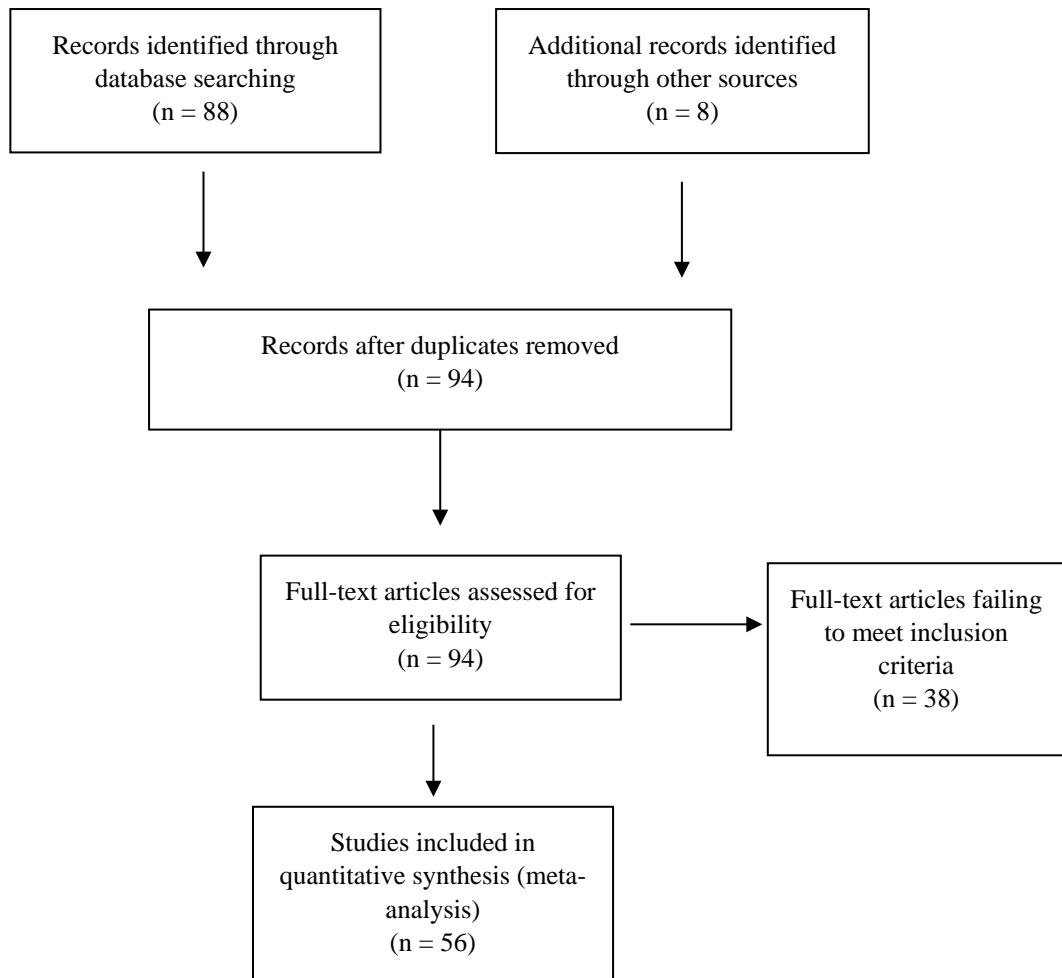 Records identified through
database searching
(n = 88)
Additional records identified
through other sources
(n = 8)
Records after duplicates removed
(n = 94)
Full-text articles assessed for
eligibility
(n = 94)
Full-text articles failing
to meet inclusion
criteria
(n = 38)
Studies included in
quantitative synthesis (meta-
analysis)
(n = 56)